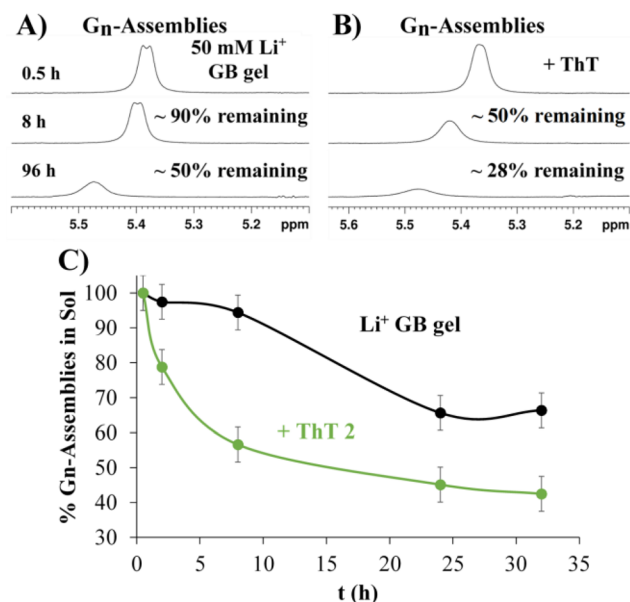 A)
Gn-Assemblies
50 mM Li⁺
GB gel
0.5 h
8 h
~ 90% remaining
96 h
~ 50% remaining
5.5 5.4 5.3 5.2 ppm
B)
Gn-Assemblies
+ ThT
~ 50% remaining
~ 28% remaining
5.6 5.5 5.4 5.3 5.2 ppm
C)
% Gn-Assemblies in Sol
100
90
80
70
60
50
40
30
Li⁺ GB gel
+ ThT 2
0 5 10 15 20 25 30 35
t (h)